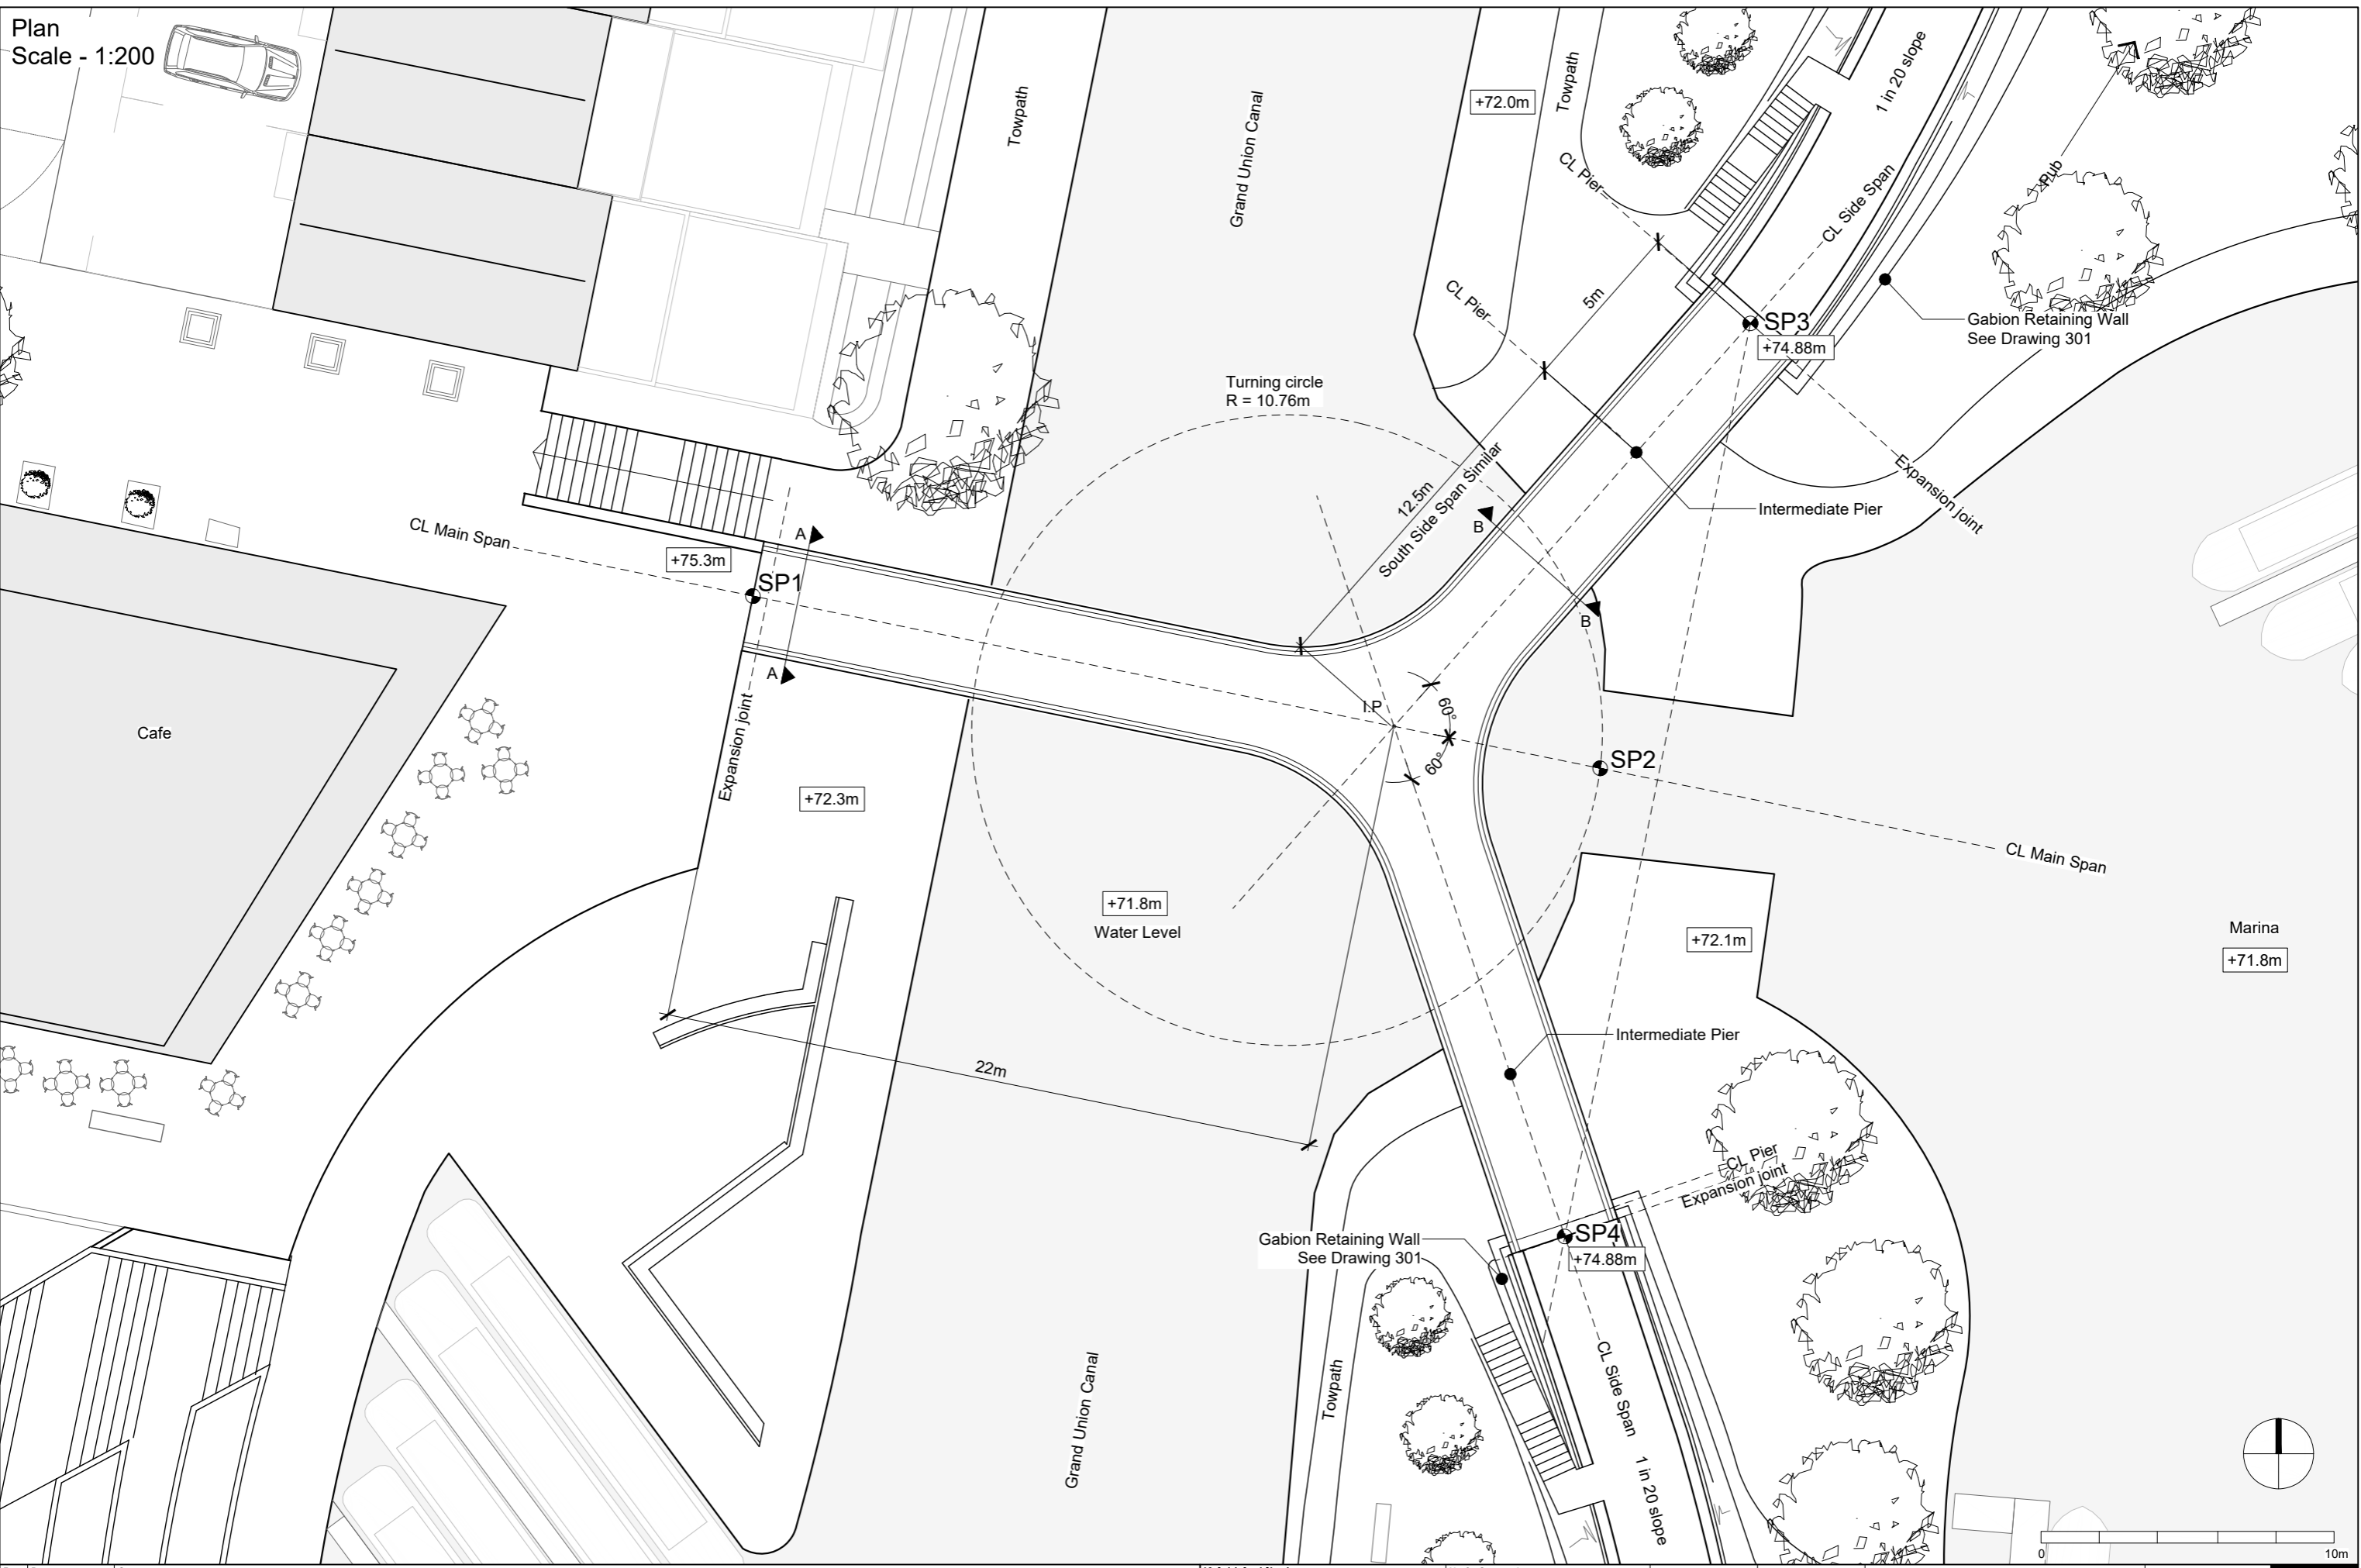 Plan
Scale - 1:200
Towpath
Grand Union Canal
+72.0m
Towpath
1 in 20 slope
CL Pier
CL Side Span
Pub
5m
CL Pier
SP3
+74.88m
Gabion Retaining Wall
See Drawing 301
Turning circle
R = 10.76m
12.5m
South Side Span Similar
Expansion joint
Intermediate Pier
B
B
CL Main Span
A
+75.3m
SP1
A
I.P
60°
60°
Expansion joint
Cafe
SP2
+72.3m
CL Main Span
+71.8m
Water Level
+72.1m
Marina
+71.8m
Intermediate Pier
22m
CL Pier
Expansion joint
Gabion Retaining Wall
See Drawing 301
SP4
+74.88m
Towpath
Grand Union Canal
CL Side Span
1 in 20 slope
0
10m